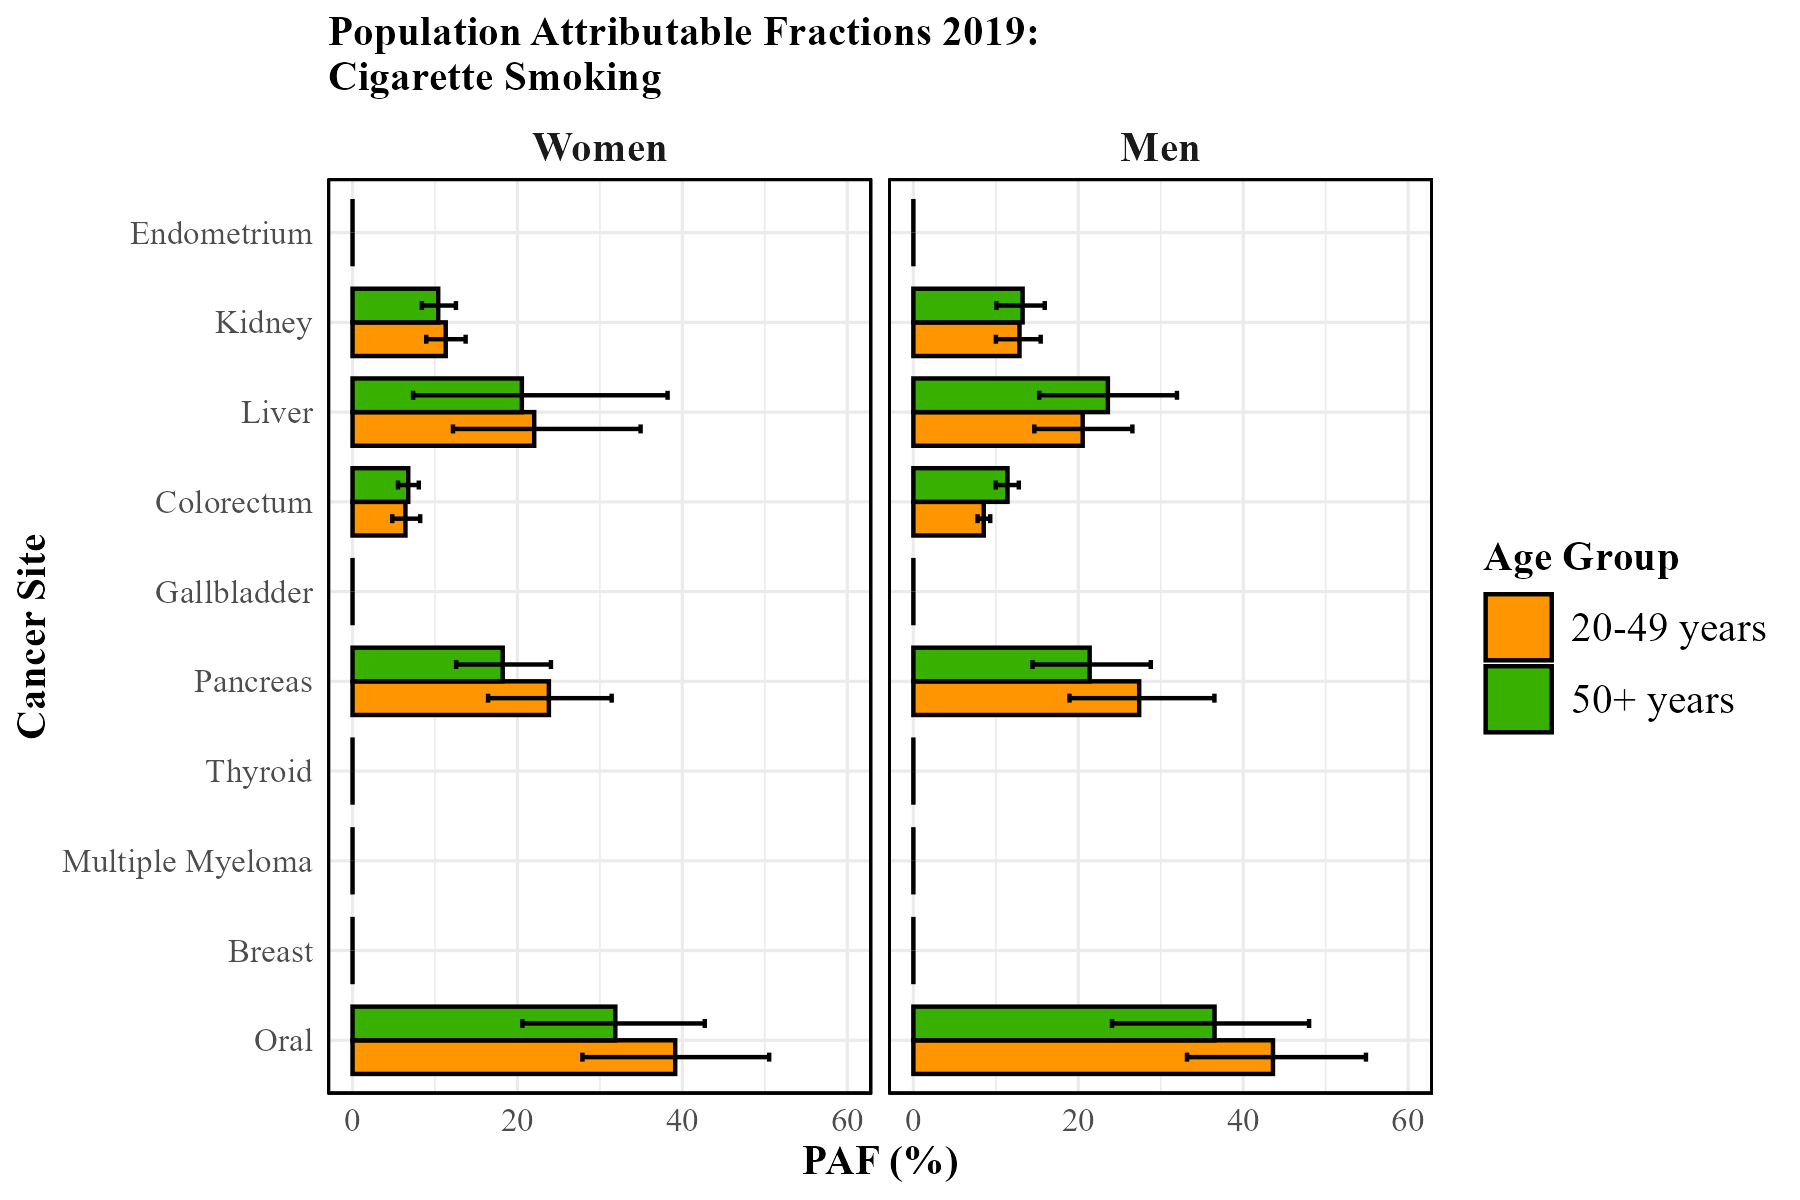 Population Attributable Fractions 2019:
Cigarette Smoking
Women
Men
Cancer Site
Endometrium
Kidney
Liver
Colorectum
Gallbladder
Pancreas
Thyroid
Multiple Myeloma
Breast
Oral
0 20 40 60
0 20 40 60
PAF (%)
Age Group
20-49 years
50+ years